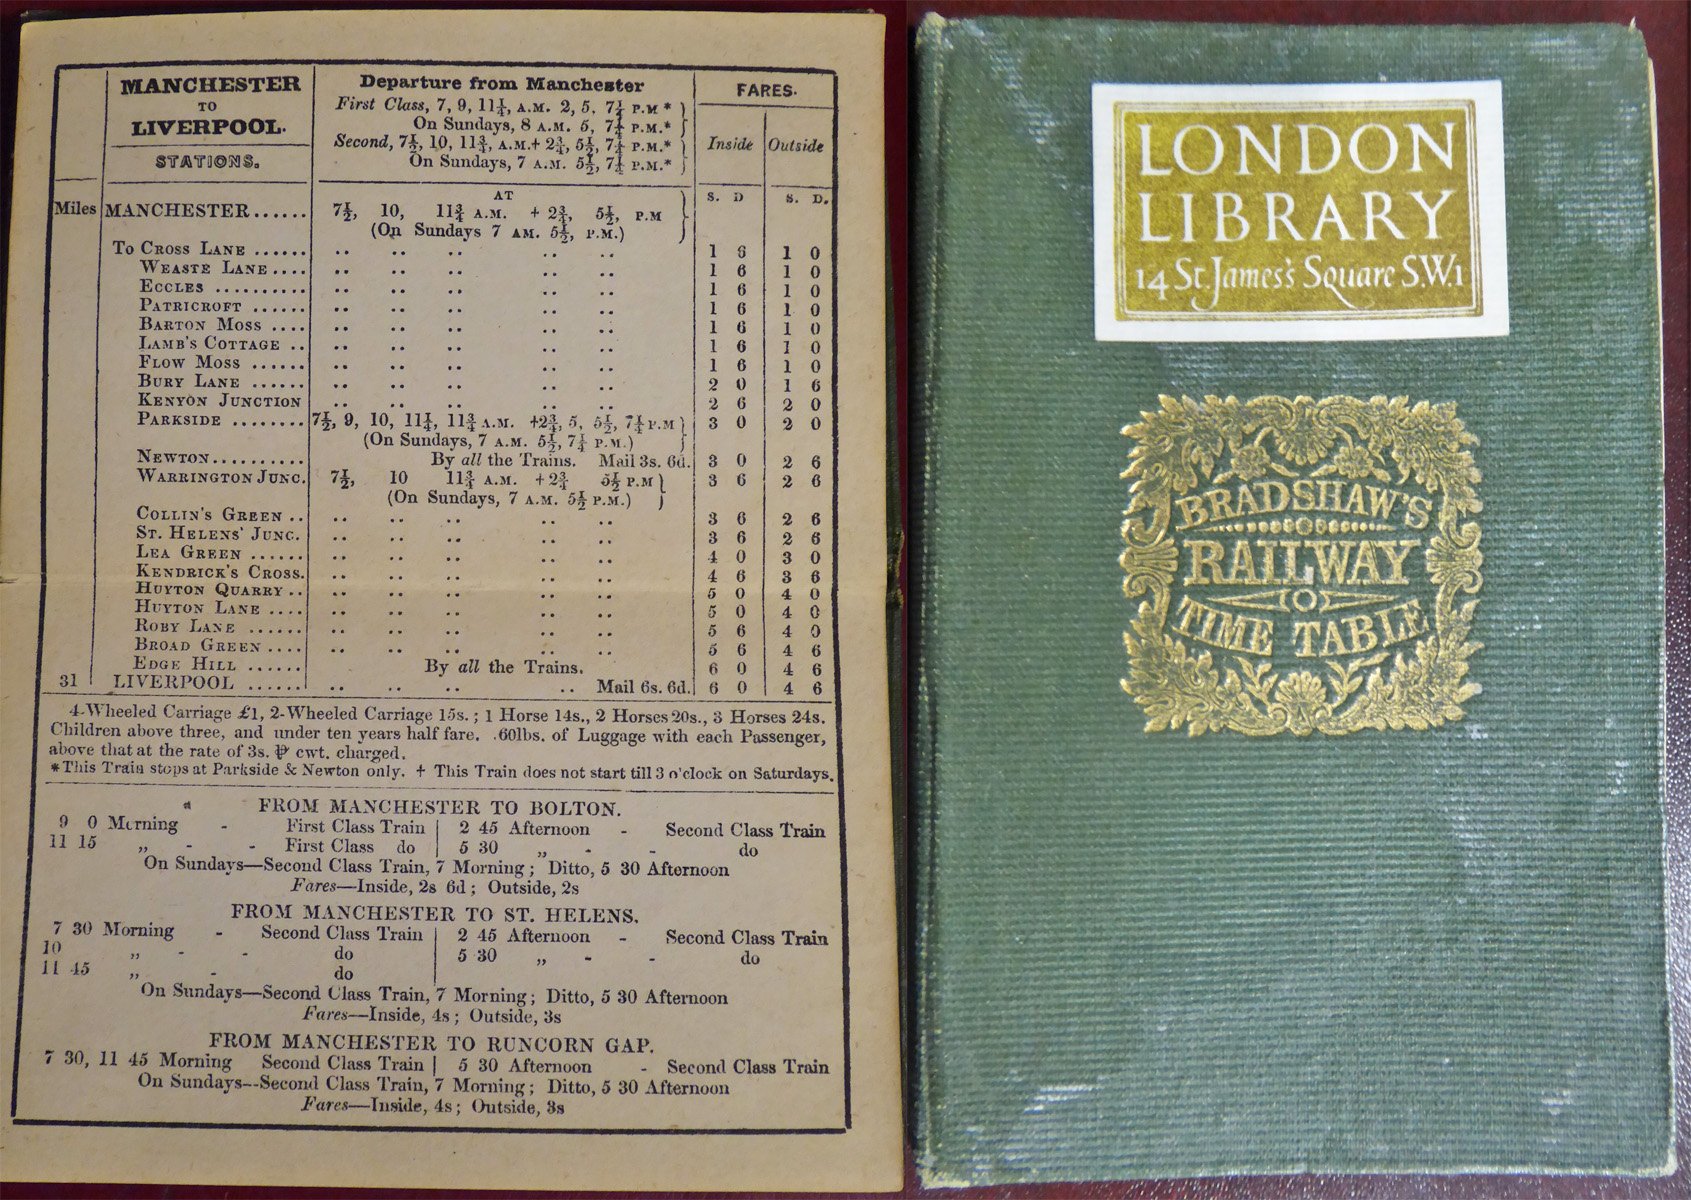 MANCHESTER
TO
LIVERPOOL.
STATIONS.
Departure from Manchester
First Class, 7, 9, 11¼, A.M. 2, 5, 7¼ P.M*
On Sundays, 8 A.M. 5, 7¼ P.M.*
Second, 7½, 10, 11¾, A.M.+ 2¾, 5½, 7¼ P.M.*
On Sundays, 7 A.M. 5½, 7¼ P.M.*
FARES.
Inside Outside
S. D S. D.
Miles MANCHESTER...... AT
7½, 10, 11¾ A.M. + 2¾, 5½, P.M
(On Sundays 7 AM. 5½, P.M.)
To CROSS LANE ...... .. .. .. .. .. 1 6 1 0
WEASTE LANE.... .. .. .. .. .. 1 6 1 0
ECCLES .......... .. .. .. .. .. 1 6 1 0
PATRICROFT ...... .. .. .. .. .. 1 6 1 0
BARTON MOSS .... .. .. .. .. .. 1 6 1 0
LAMB'S COTTAGE .. .. .. .. .. .. 1 6 1 0
FLOW MOSS ...... .. .. .. .. .. 1 6 1 0
BURY LANE ...... .. .. .. .. .. 2 0 1 6
KENYON JUNCTION .. .. .. .. .. 2 6 2 0
PARKSIDE ........ 7½, 9, 10, 11¼, 11¾ A.M. +2¾, 5, 5½, 7¼ P.M 3 0 2 0
(On Sundays, 7 A.M. 5½, 7¼ P.M.)
NEWTON.......... By all the Trains. Mail 3s. 6d. 3 0 2 6
WARRINGTON JUNC. 7½, 10 11¾ A.M. +2¾ 5½ P.M 3 6 2 6
(On Sundays, 7 A.M. 5½ P.M.)
COLLIN'S GREEN .. .. .. .. .. .. 3 6 2 6
ST. HELENS' JUNC. .. .. .. .. .. 3 6 2 6
LEA GREEN ...... .. .. .. .. .. 4 0 3 0
KENDRICK'S CROSS. .. .. .. .. .. 4 6 3 6
HUYTON QUARRY .. .. .. .. .. .. 5 0 4 0
HUYTON LANE .... .. .. .. .. .. 5 0 4 0
ROBY LANE ...... .. .. .. .. .. 5 6 4 0
BROAD GREEN .... .. .. .. .. .. 5 6 4 6
EDGE HILL ...... By all the Trains. 6 0 4 6
31 LIVERPOOL ...... .. .. .. .. Mail 6s. 6d. 6 0 4 6
4-Wheeled Carriage £1, 2-Wheeled Carriage 15s.; 1 Horse 14s., 2 Horses 20s., 3 Horses 24s.
Children above three, and under ten years half fare. .60lbs. of Luggage with each Passenger,
above that at the rate of 3s. ⅌ cwt. charged.
*This Train stops at Parkside & Newton only. + This Train does not start till 3 o'clock on Saturdays.
FROM MANCHESTER TO BOLTON.
9 0 Morning - First Class Train | 2 45 Afternoon - Second Class Train
11 15 „ - - First Class do | 5 30 „ - - do
On Sundays—Second Class Train, 7 Morning; Ditto, 5 30 Afternoon
Fares—Inside, 2s 6d; Outside, 2s
FROM MANCHESTER TO ST. HELENS.
7 30 Morning - Second Class Train | 2 45 Afternoon - Second Class Train
10 „ - - do | 5 30 „ - - do
11 45 „ - do
On Sundays—Second Class Train, 7 Morning; Ditto, 5 30 Afternoon
Fares—Inside, 4s; Outside, 3s
FROM MANCHESTER TO RUNCORN GAP.
7 30, 11 45 Morning Second Class Train | 5 30 Afternoon - Second Class Train
On Sundays--Second Class Train, 7 Morning; Ditto, 5 30 Afternoon
Fares—Inside, 4s; Outside, 3s
LONDON
LIBRARY
14 St. James's Square S.W.1
BRADSHAW'S
RAILWAY
TIME TABLE